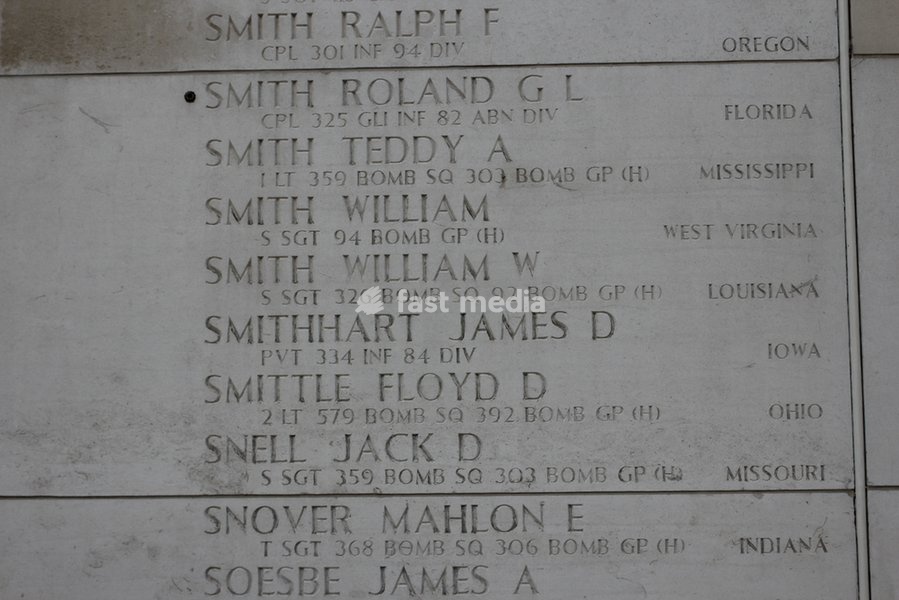 SMITH RALPH F
CPL 301 INF 94 DIV OREGON
SMITH ROLAND G L
CPL 325 GLI INF 82 ABN DIV FLORIDA
SMITH TEDDY A
1 LT 359 BOMB SQ 303 BOMB GP (H) MISSISSIPPI
SMITH WILLIAM
S SGT 94 BOMB GP (H) WEST VIRGINIA
SMITH WILLIAM W
S SGT BOMB SQ 92 BOMB GP (H) LOUISIANA
fast media
SMITHHART JAMES D
PVT 334 INF 84 DIV IOWA
SMITTLE FLOYD D
2 LT 579 BOMB SQ 392 BOMB GP (H) OHIO
SNELL JACK D
S SGT 359 BOMB SQ 303 BOMB GP (H) MISSOURI
SNOVER MAHLON E
T SGT 368 BOMB SQ 306 BOMB GP (H) INDIANA
SOESBE JAMES A